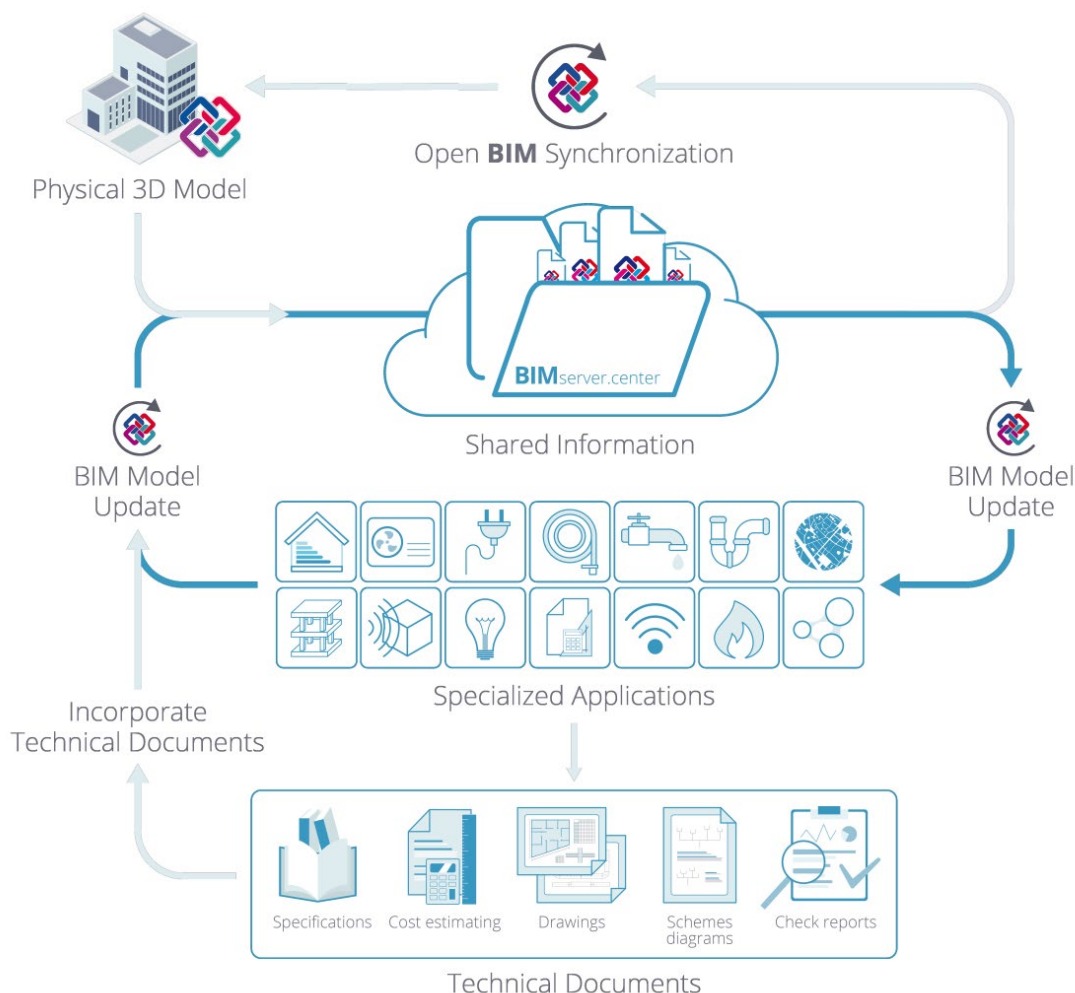 Open BIM Synchronization
Physical 3D Model
BIMserver.center
Shared Information
BIM Model
Update
BIM Model
Update
Specialized Applications
Incorporate
Technical Documents
Specifications
Cost estimating
Drawings
Schemes
diagrams
Check reports
Technical Documents